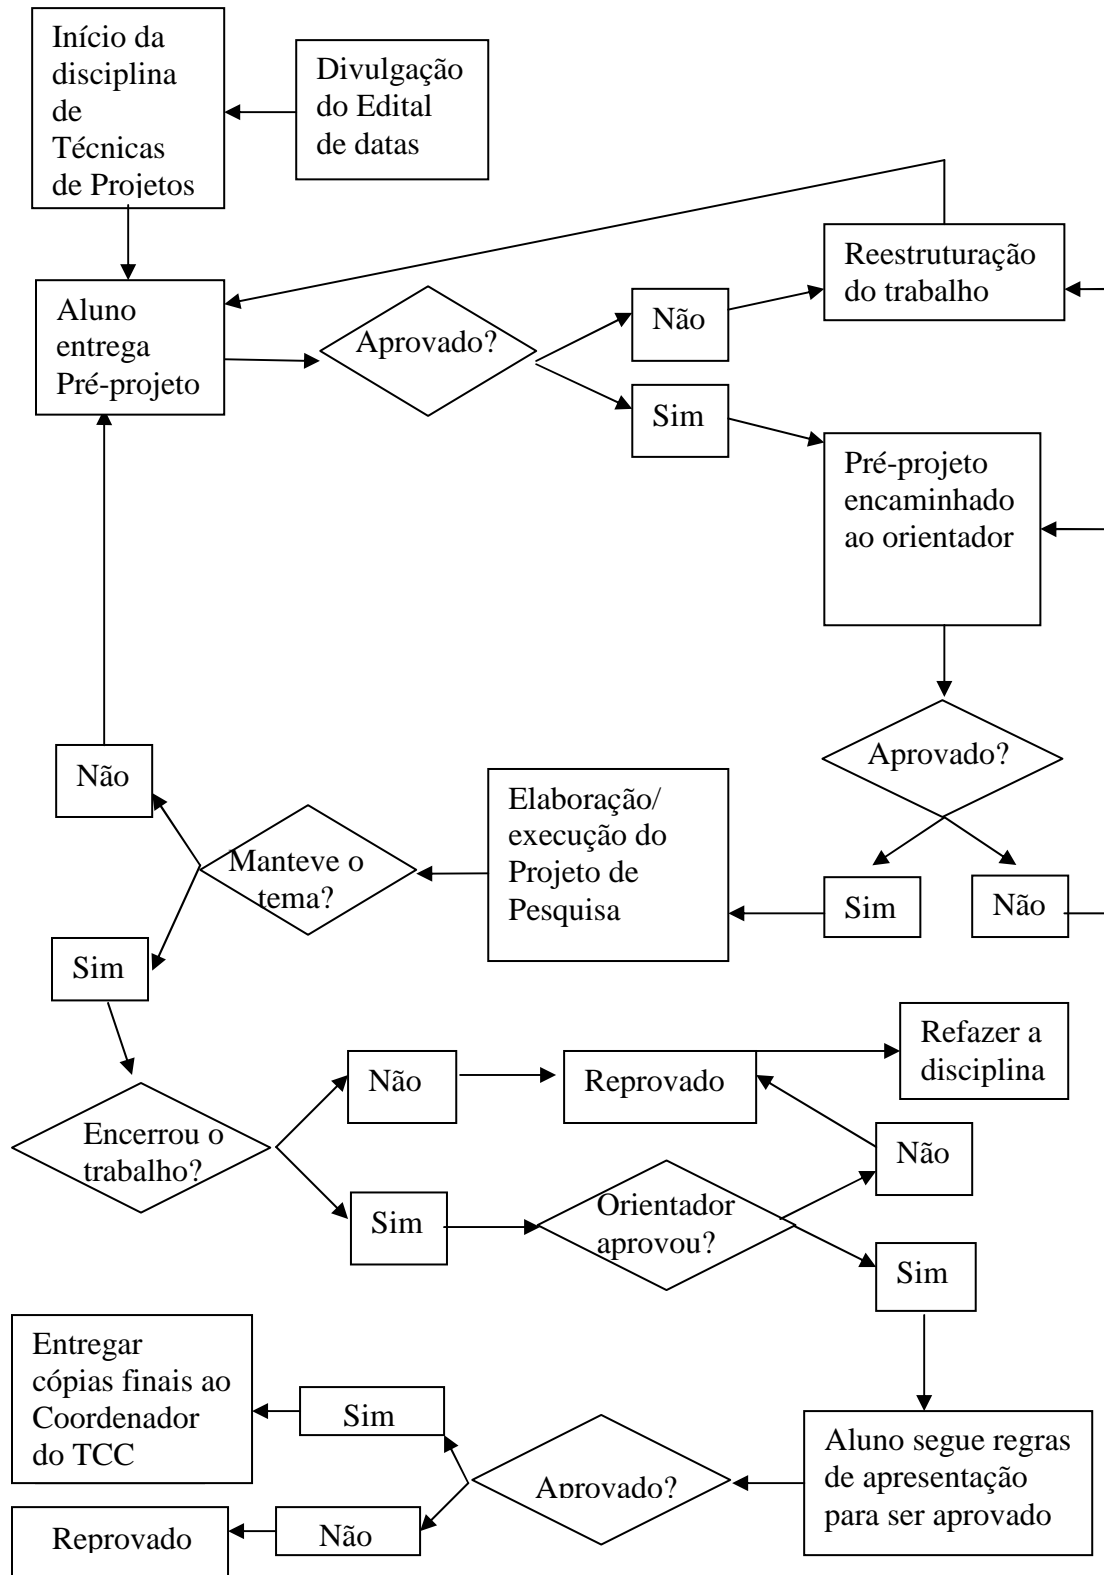 Início da
disciplina
de
Técnicas
de Projetos
Divulgação
do Edital
de datas
Reestruturação
do trabalho
Aluno
entrega
Pré-projeto
Aprovado?
Não
Sim
Pré-projeto
encaminhado
ao orientador
Aprovado?
Sim
Não
Elaboração/
execução do
Projeto de
Pesquisa
Manteve o
tema?
Não
Sim
Encerrou o
trabalho?
Não
Reprovado
Refazer a
disciplina
Sim
Orientador
aprovou?
Não
Sim
Aluno segue regras
de apresentação
para ser aprovado
Aprovado?
Sim
Entregar
cópias finais ao
Coordenador
do TCC
Não
Reprovado